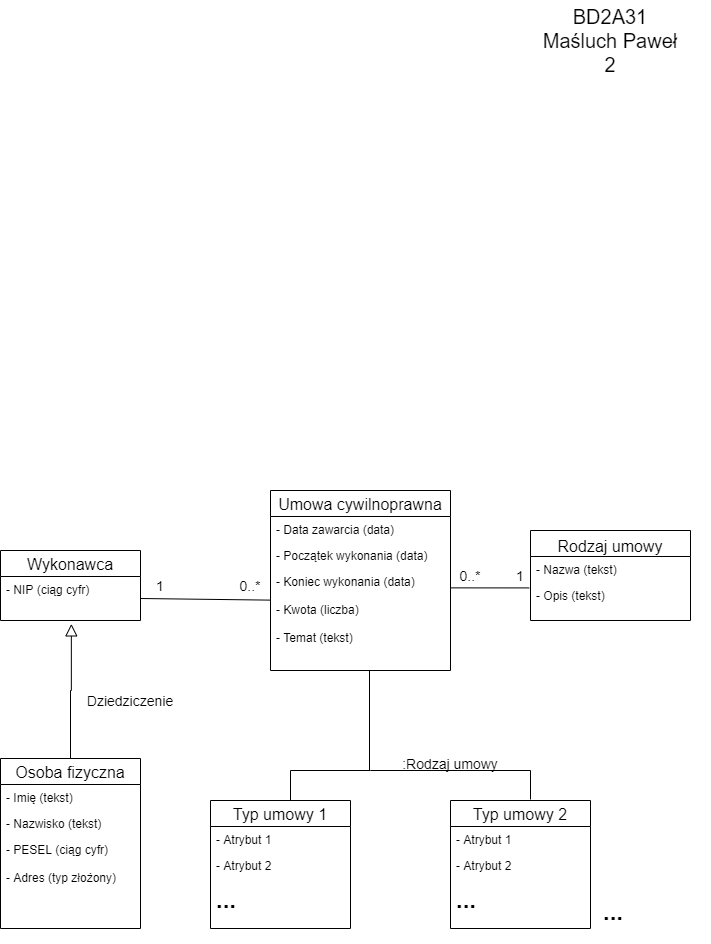 BD2A31
Maśluch Paweł
2
Umowa cywilnoprawna
- Data zawarcia (data)
- Początek wykonania (data)
- Koniec wykonania (data)
- Kwota (liczba)
- Temat (tekst)
Wykonawca
- NIP (ciąg cyfr)
1
0..*
0..*
1
Rodzaj umowy
- Nazwa (tekst)
- Opis (tekst)
Dziedziczenie
Osoba fizyczna
- Imię (tekst)
- Nazwisko (tekst)
- PESEL (ciąg cyfr)
- Adres (typ złożony)
:Rodzaj umowy
Typ umowy 1
- Atrybut 1
- Atrybut 2
...
Typ umowy 2
- Atrybut 1
- Atrybut 2
...
...